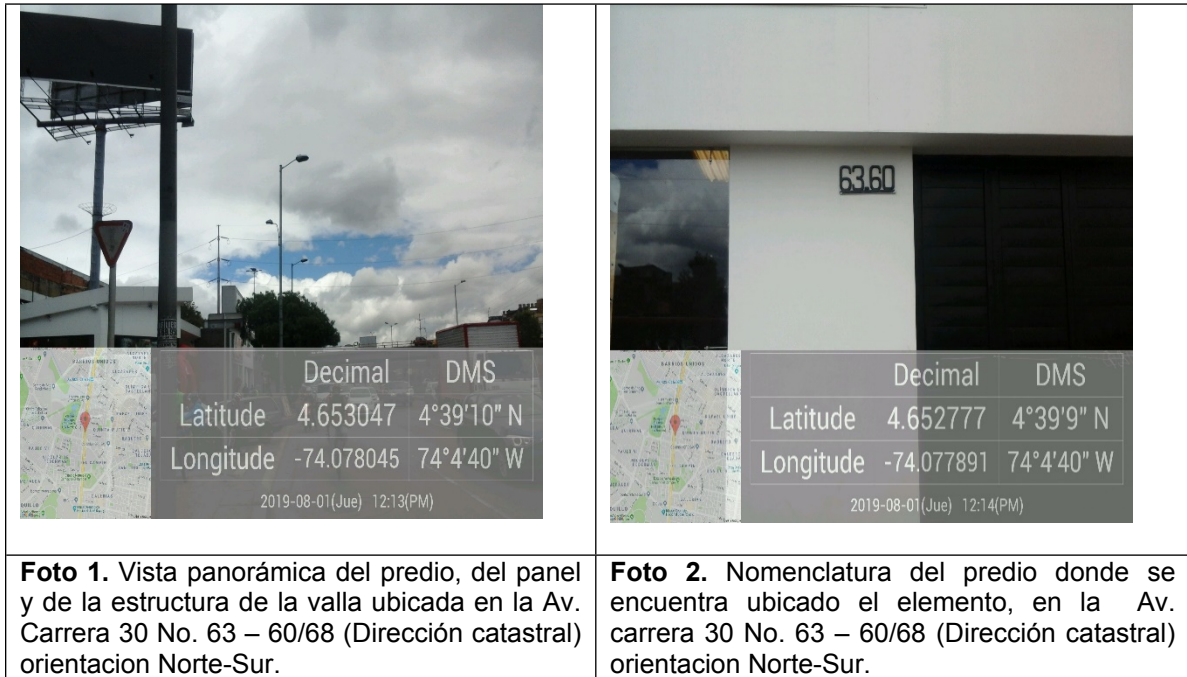 Decimal DMS
Latitude 4.653047 4°39'10" N
Longitude -74.078045 74°4'40" W
2019-08-01(Jue) 12:13(PM)
63.60
BARRIOS UNIDOS
Decimal DMS
Latitude 4.652777 4°39'9" N
Longitude -74.077891 74°4'40" W
2019-08-01(Jue) 12:14(PM)
Foto 1. Vista panorámica del predio, del panel
y de la estructura de la valla ubicada en la Av.
Carrera 30 No. 63 – 60/68 (Dirección catastral)
orientacion Norte-Sur.
Foto 2. Nomenclatura del predio donde se
encuentra ubicado el elemento, en la Av.
carrera 30 No. 63 – 60/68 (Dirección catastral)
orientacion Norte-Sur.